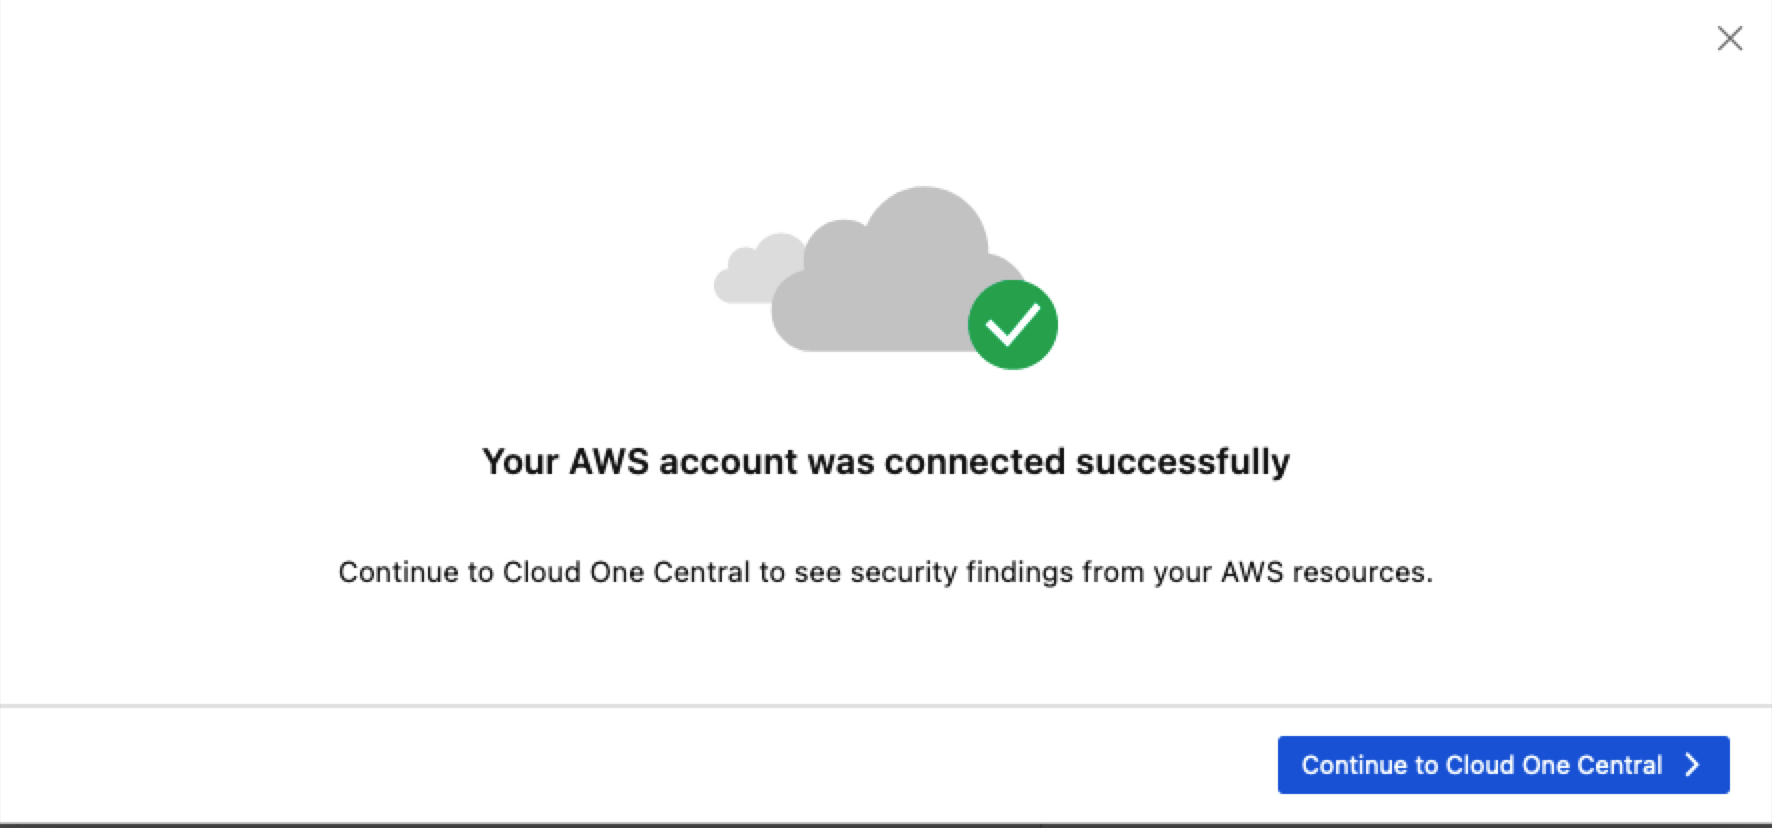 Your AWS account was connected successfully
Continue to Cloud One Central to see security findings from your AWS resources.
Continue to Cloud One Central